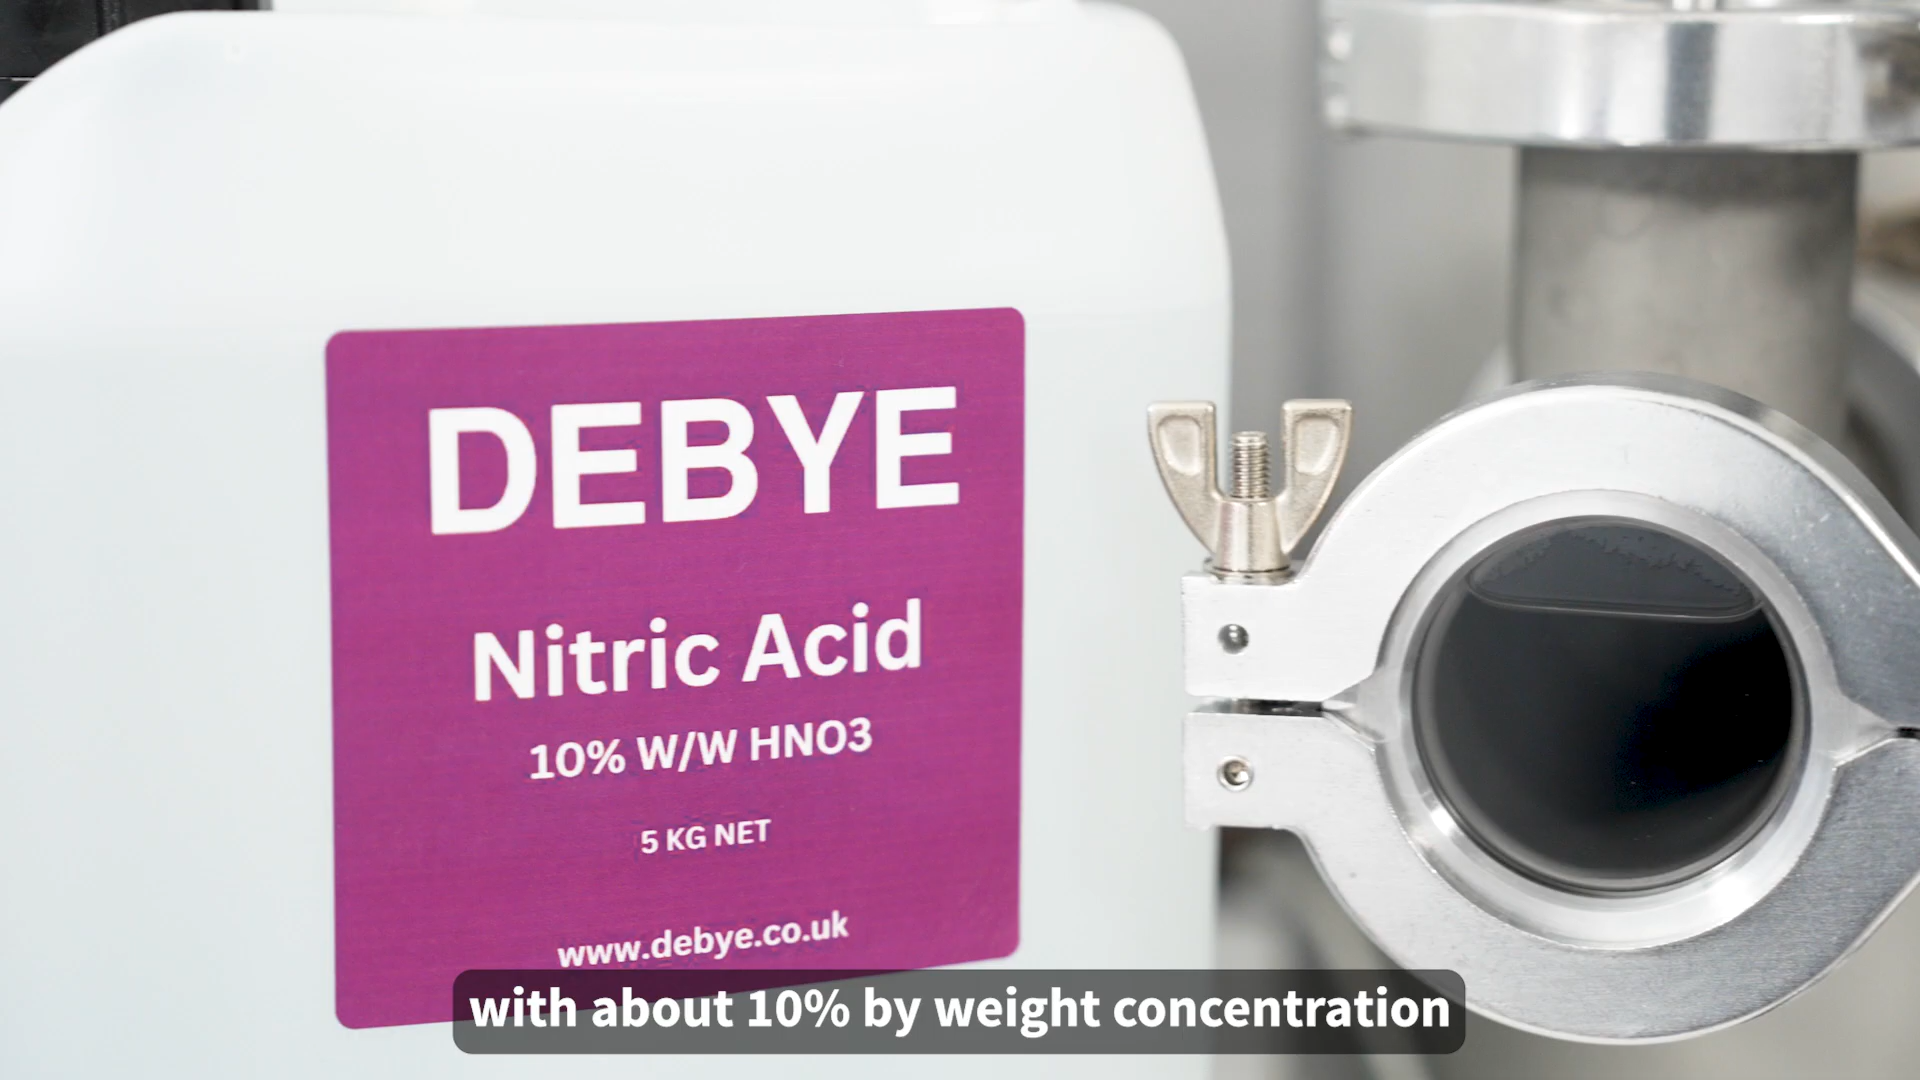 DEBYE
Nitric Acid
10% W/W HNO3
5 KG NET
www.debye.co.uk
with about 10% by weight concentration